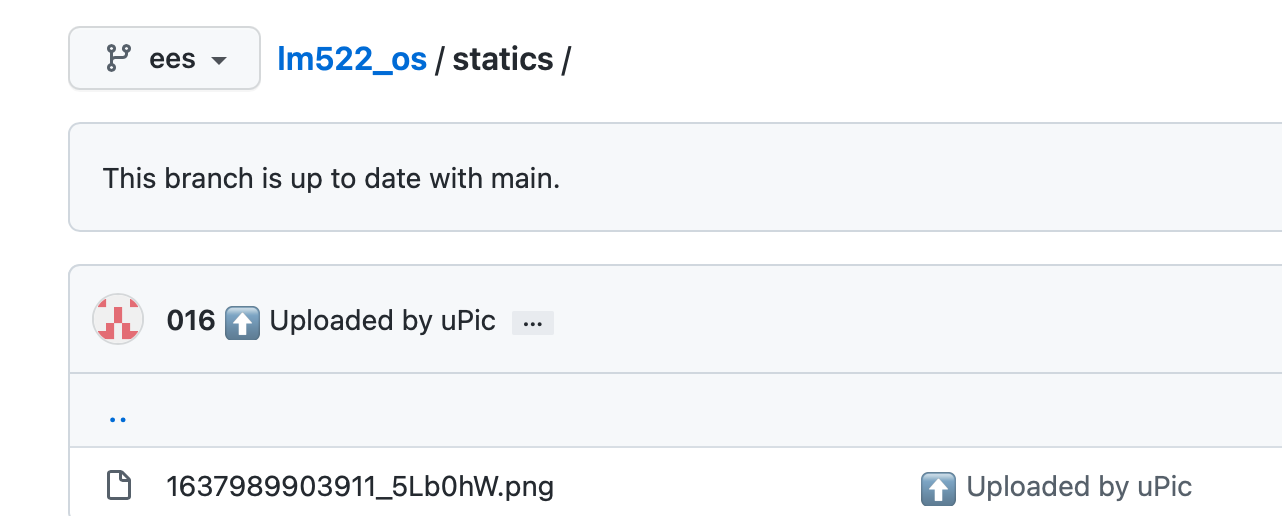 ees lm522_os / statics /
This branch is up to date with main.
016 ⬆️ Uploaded by uPic ...
..
1637989903911_5Lb0hW.png ⬆️ Uploaded by uPic